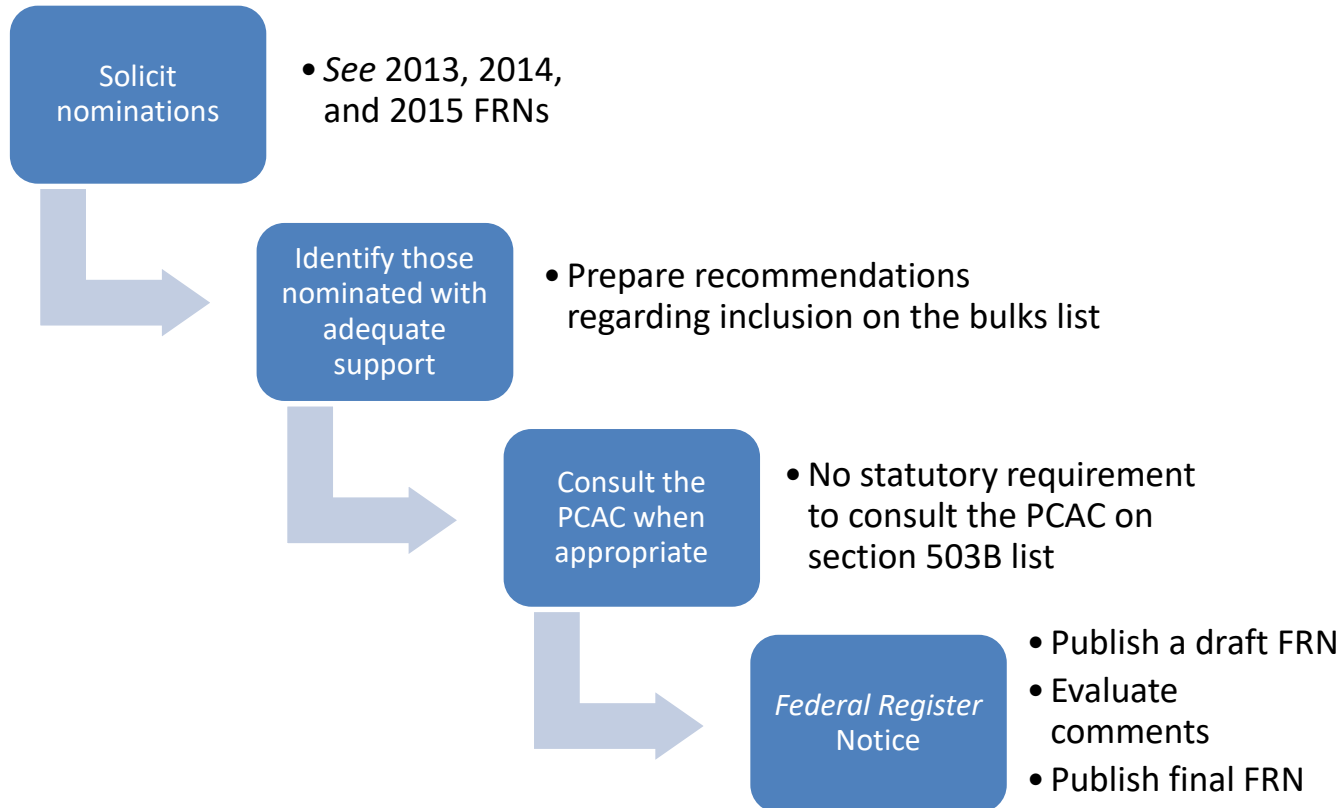 Solicit
nominations
• See 2013, 2014,
and 2015 FRNs
Identify those
nominated with
adequate
support
• Prepare recommendations
regarding inclusion on the bulks list
Consult the
PCAC when
appropriate
• No statutory requirement
to consult the PCAC on
section 503B list
Federal Register
Notice
• Publish a draft FRN
• Evaluate
comments
• Publish final FRN